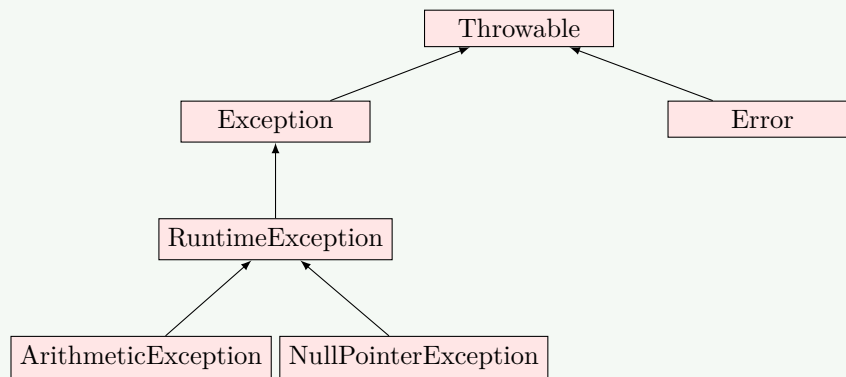 Throwable
Exception
Error
RuntimeException
ArithmeticException
NullPointerException